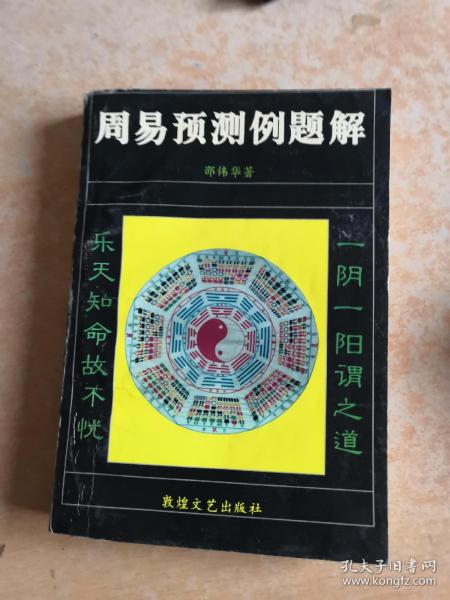 周易预测例题解
邵伟华著
一阴一阳谓之道
乐天知命故不忧
敦煌文艺出版社
孔夫子旧书网
www.kongfz.com